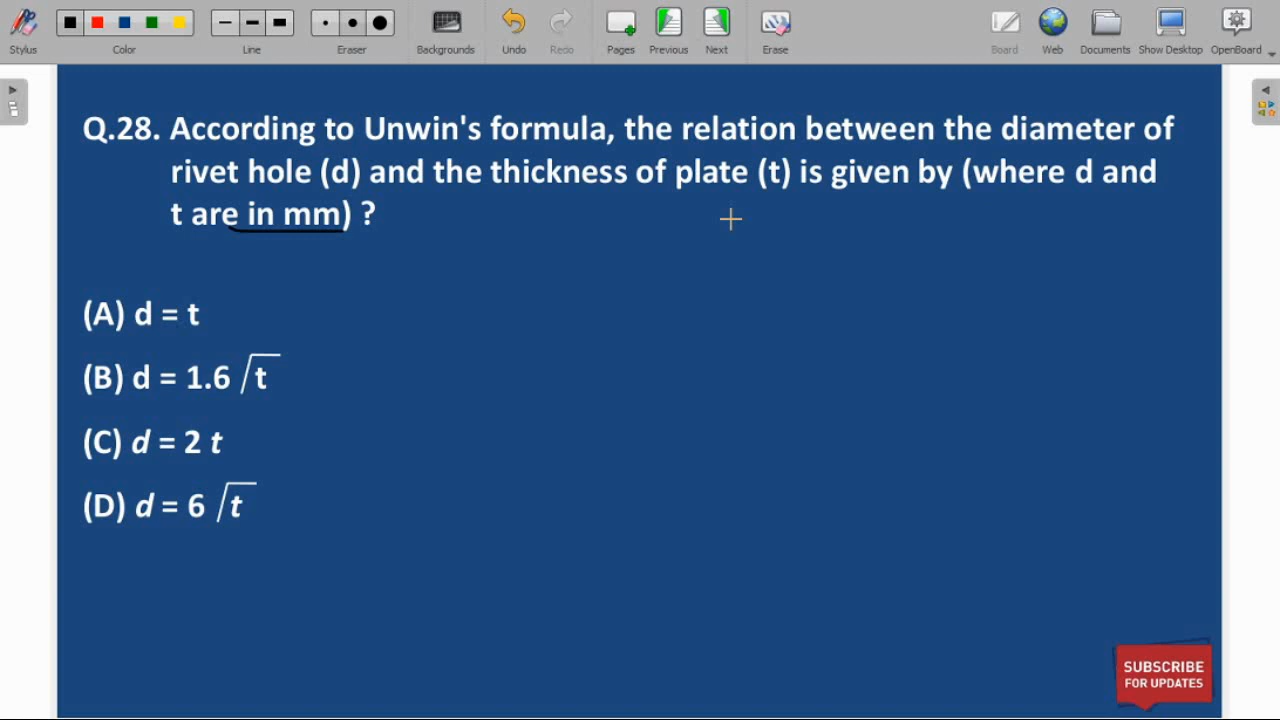 Stylus
Color
Line
Eraser
Backgrounds
Undo
Redo
Pages
Previous
Next
Erase
Board
Web
Documents
Show Desktop
OpenBoard
Q.28. According to Unwin's formula, the relation between the diameter of
rivet hole (d) and the thickness of plate (t) is given by (where d and
t are in mm) ?
(A) d = t
(B) d = 1.6 √t
(C) d = 2 t
(D) d = 6 √t
SUBSCRIBE
FOR UPDATES